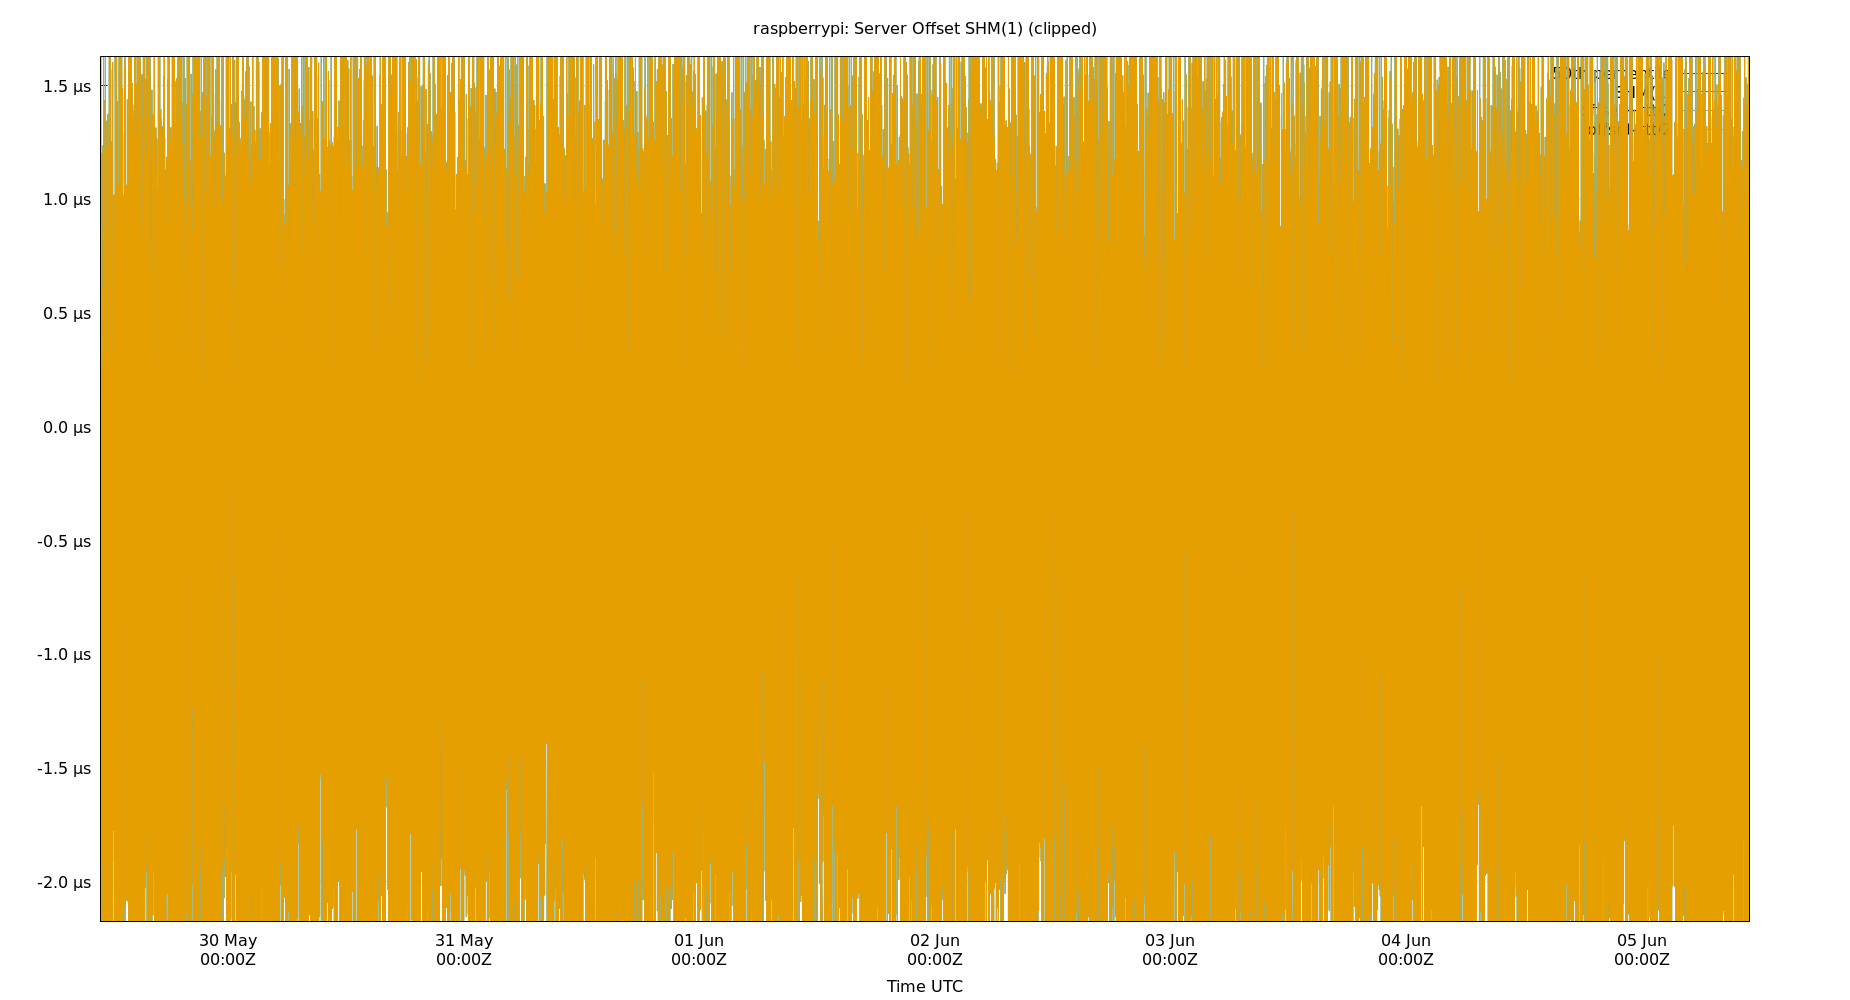 raspberrypi: Server Offset SHM(1) (clipped)
1.5 µs
1.0 µs
0.5 µs
0.0 µs
-0.5 µs
-1.0 µs
-1.5 µs
-2.0 µs
30 May
00:00Z
31 May
00:00Z
01 Jun
00:00Z
02 Jun
00:00Z
03 Jun
00:00Z
04 Jun
00:00Z
05 Jun
00:00Z
Time UTC